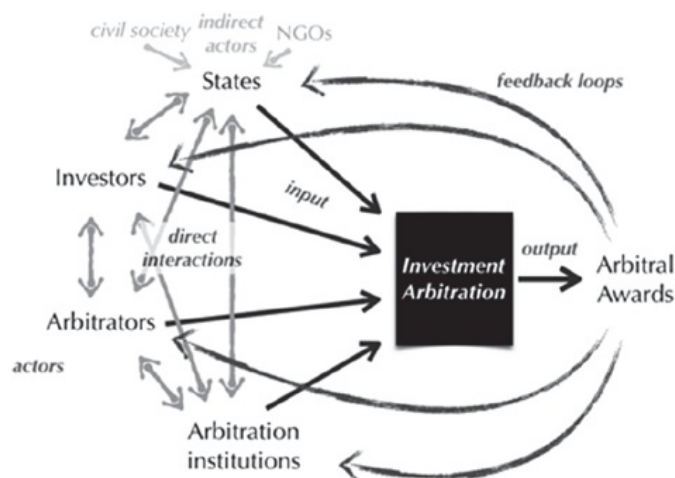 indirect
civil society actors NGOs
States
feedback loops
Investors
input
direct
interactions
output
Investment
Arbitration
Arbitral
Awards
Arbitrators
actors
Arbitration
institutions